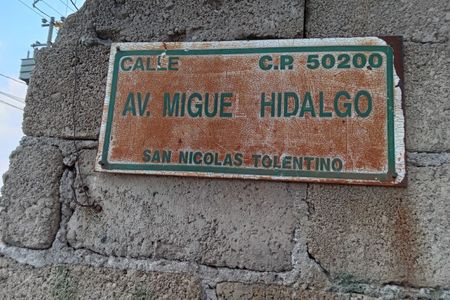 CALLE C.P. 50200
AV. MIGUE HIDALGO
SAN NICOLAS TOLENTINO